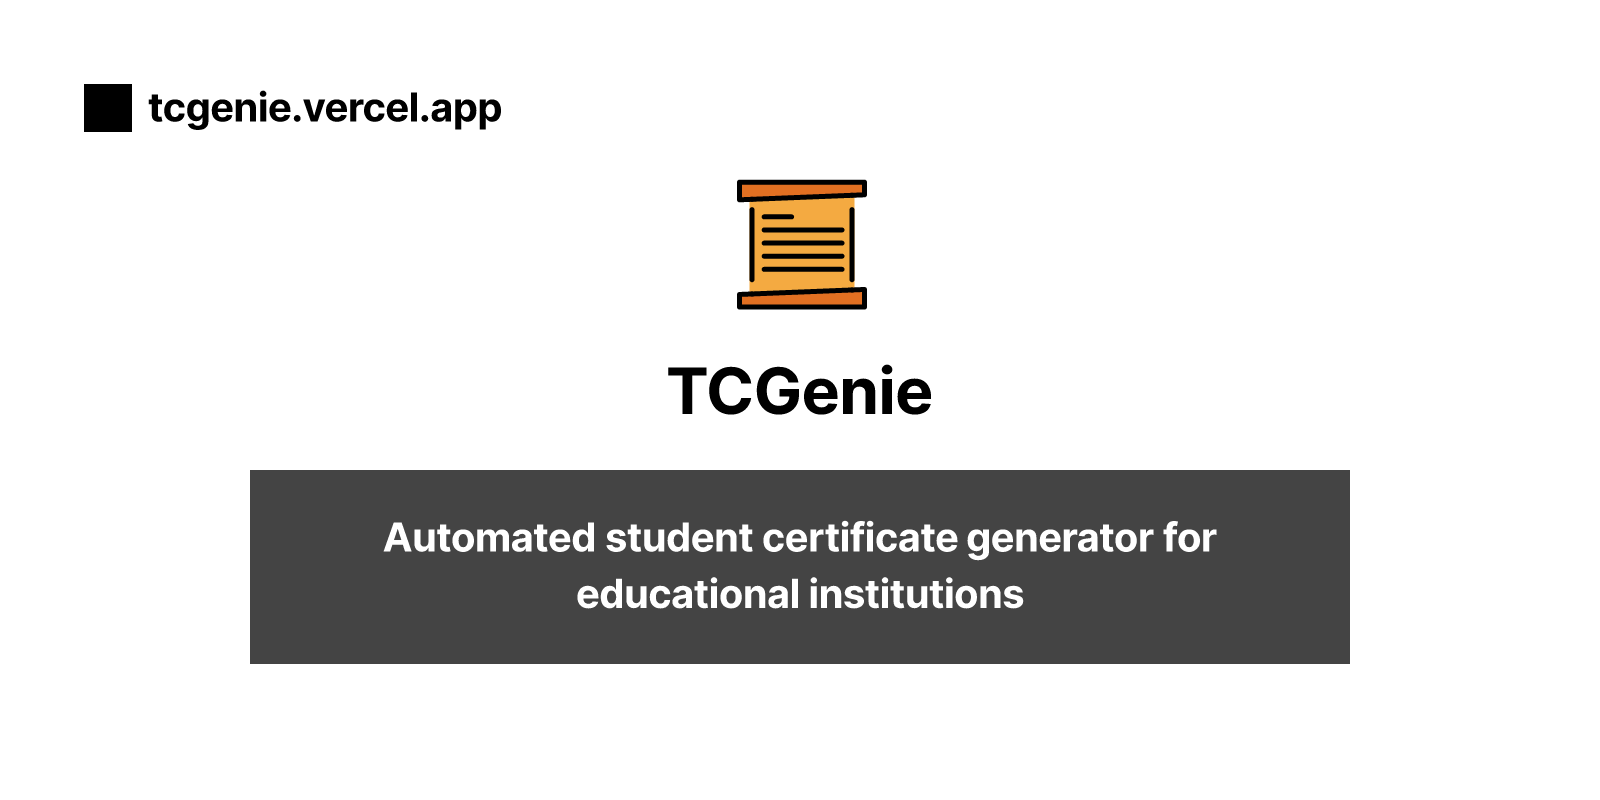 tcgenie.vercel.app
TCGenie
Automated student certificate generator for
educational institutions